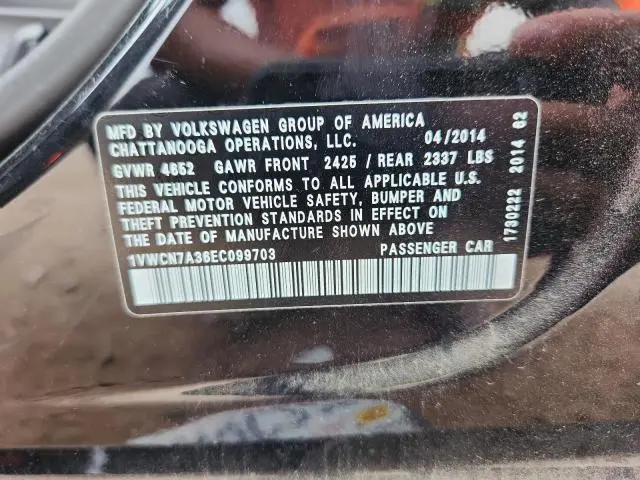 MFD BY VOLKSWAGEN GROUP OF AMERICA
CHATTANOOGA OPERATIONS, LLC. 04/2014
GVWR 4652 GAWR FRONT 2425 / REAR 2337 LBS
THIS VEHICLE CONFORMS TO ALL APPLICABLE U.S.
FEDERAL MOTOR VEHICLE SAFETY, BUMPER AND
THEFT PREVENTION STANDARDS IN EFFECT ON
THE DATE OF MANUFACTURE SHOWN ABOVE
1VWCN7A36EC099703 PASSENGER CAR
1730222 2014 62